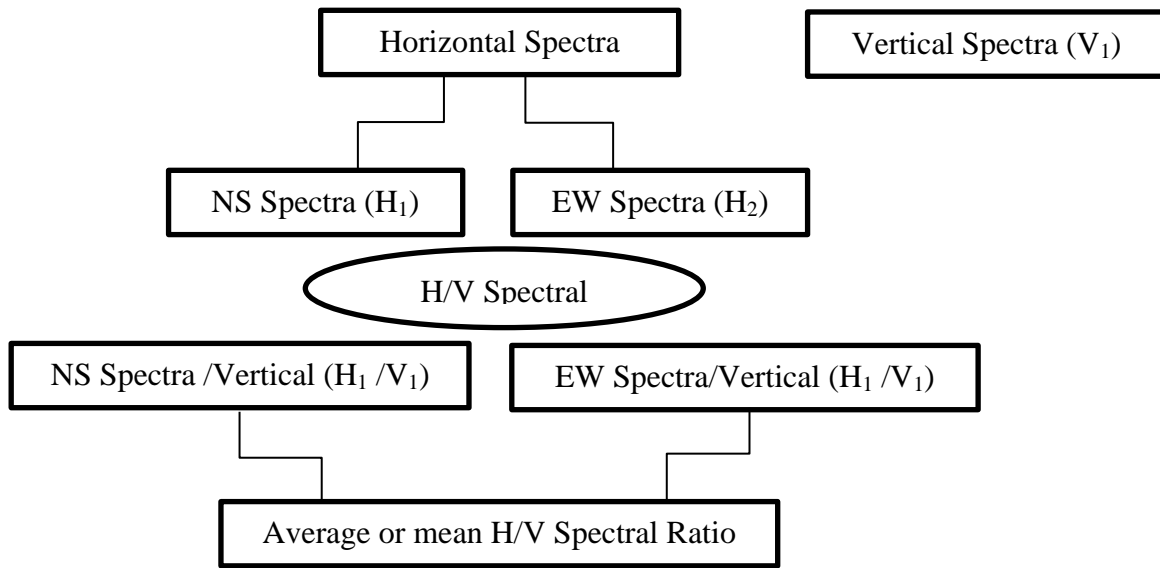 Horizontal Spectra
Vertical Spectra (V₁)
NS Spectra (H₁)
EW Spectra (H₂)
H/V Spectral
NS Spectra /Vertical (H₁ /V₁)
EW Spectra/Vertical (H₁ /V₁)
Average or mean H/V Spectral Ratio